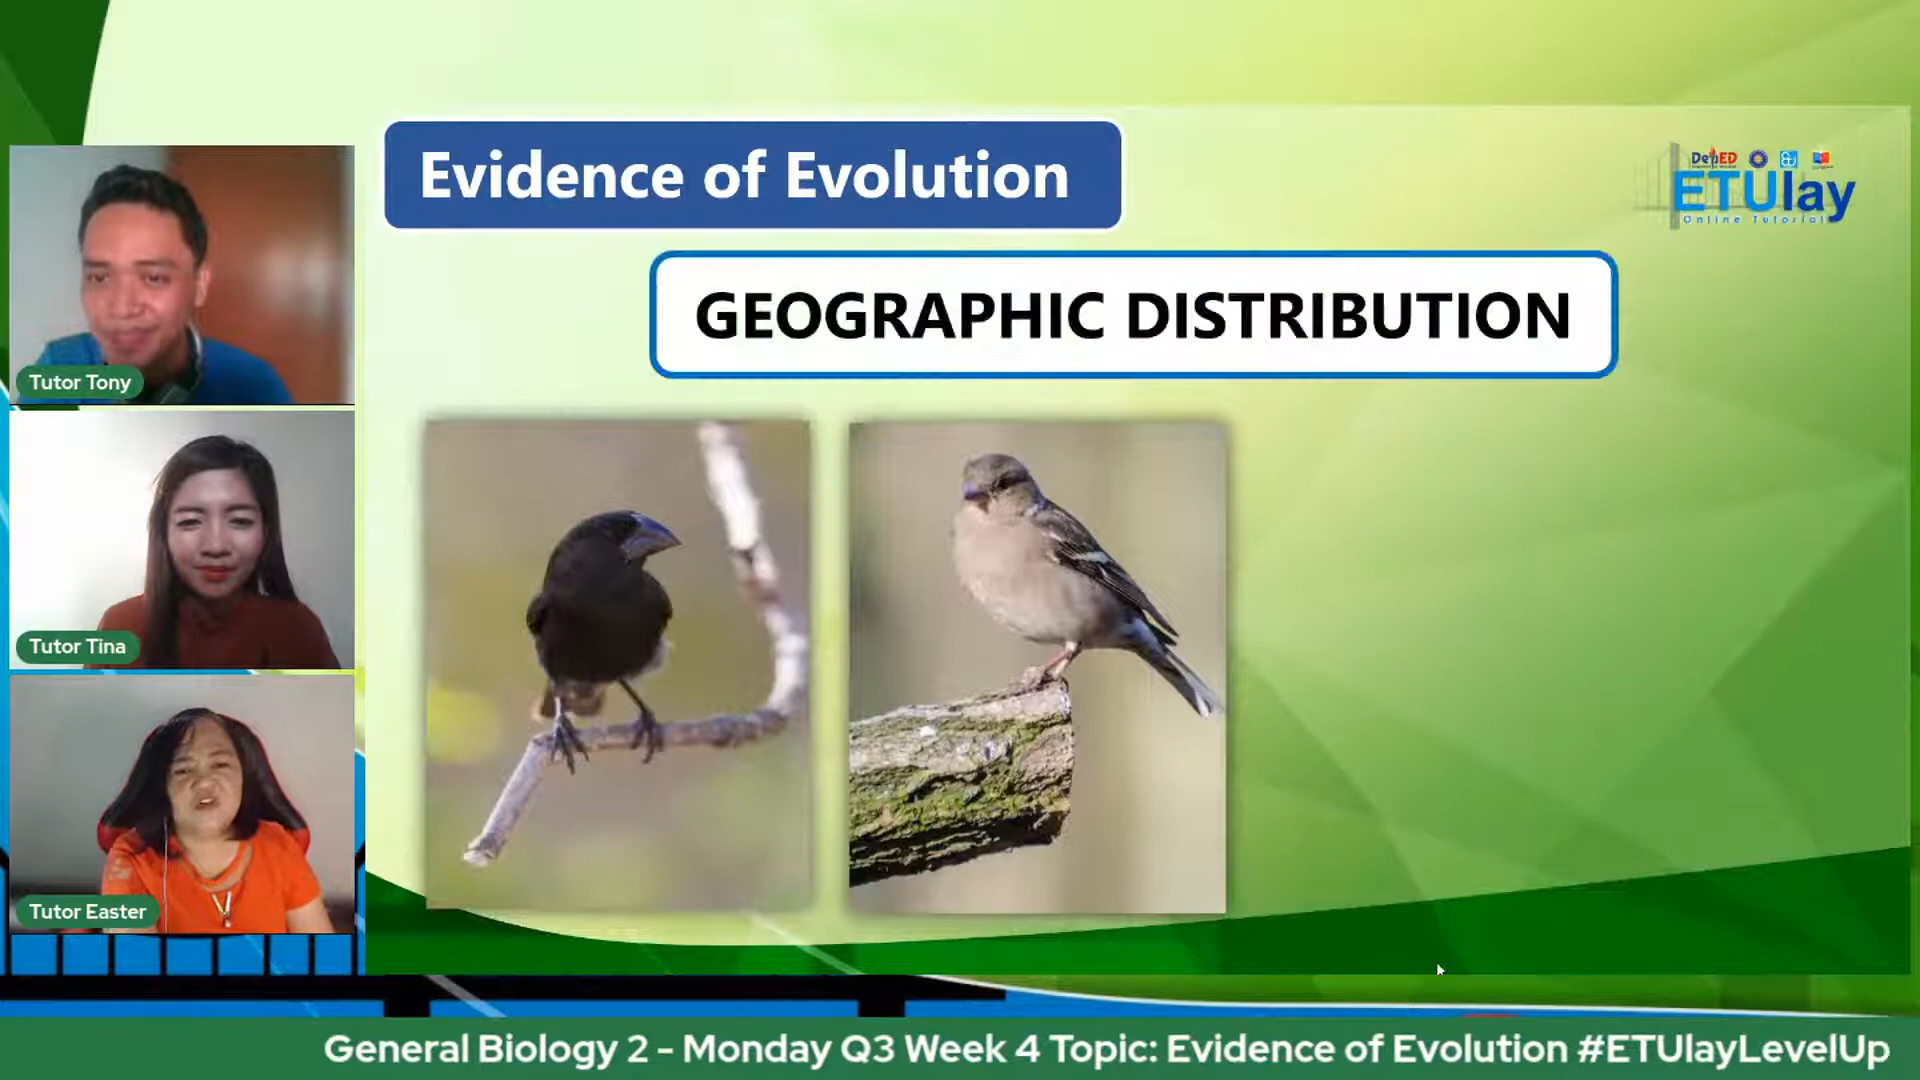 Evidence of Evolution
DepED
ETUlay
Online Tutorial
GEOGRAPHIC DISTRIBUTION
Tutor Tony
Tutor Tina
Tutor Easter
General Biology 2 - Monday Q3 Week 4 Topic: Evidence of Evolution #ETUlayLevelUp